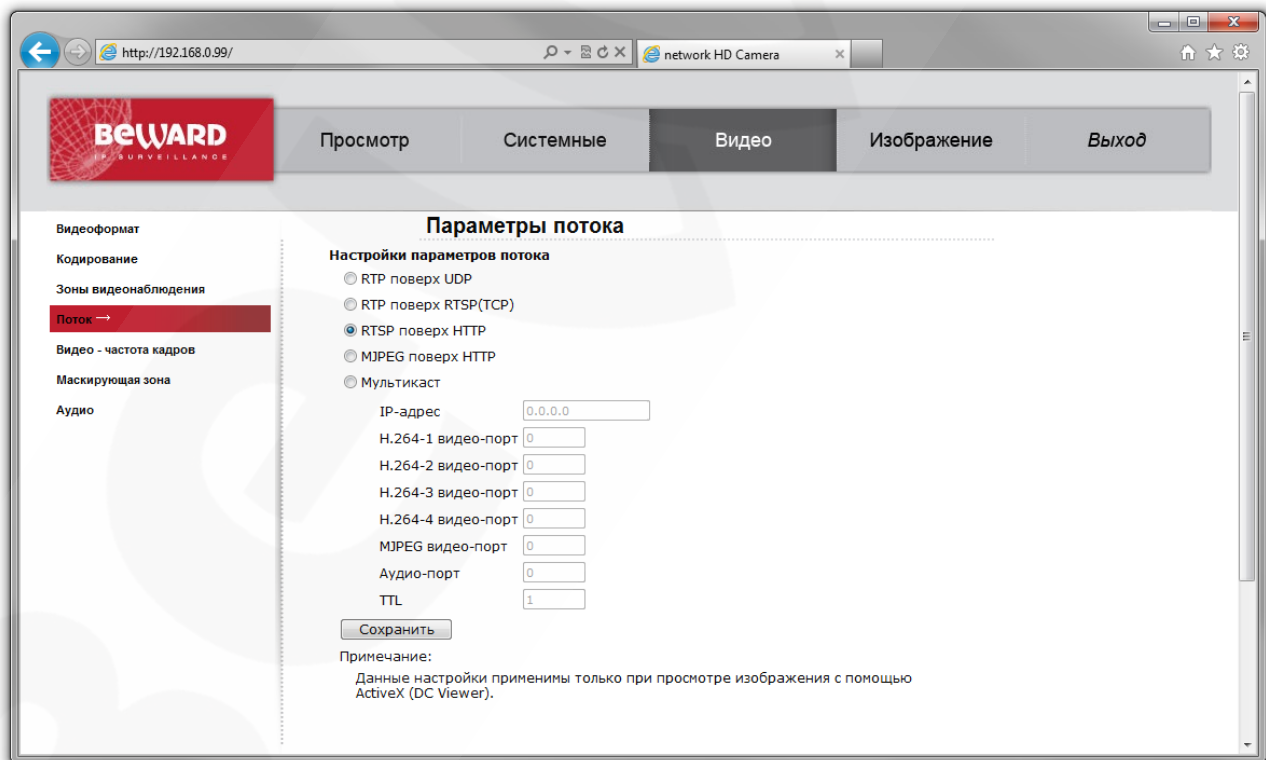 http://192.168.0.99/
network HD Camera
BEWARD
IP SURVEILLANCE
Просмотр
Системные
Видео
Изображение
Выход
Видеоформат
Кодирование
Зоны видеонаблюдения
Поток →
Видео - частота кадров
Маскирующая зона
Аудио
Параметры потока
Настройки параметров потока
RTP поверх UDP
RTP поверх RTSP(TCP)
RTSP поверх HTTP
MJPEG поверх HTTP
Мультикаст
IP-адрес 0.0.0.0
H.264-1 видео-порт 0
H.264-2 видео-порт 0
H.264-3 видео-порт 0
H.264-4 видео-порт 0
MJPEG видео-порт 0
Аудио-порт 0
TTL 1
Сохранить
Примечание:
Данные настройки применимы только при просмотре изображения с помощью
ActiveX (DC Viewer).